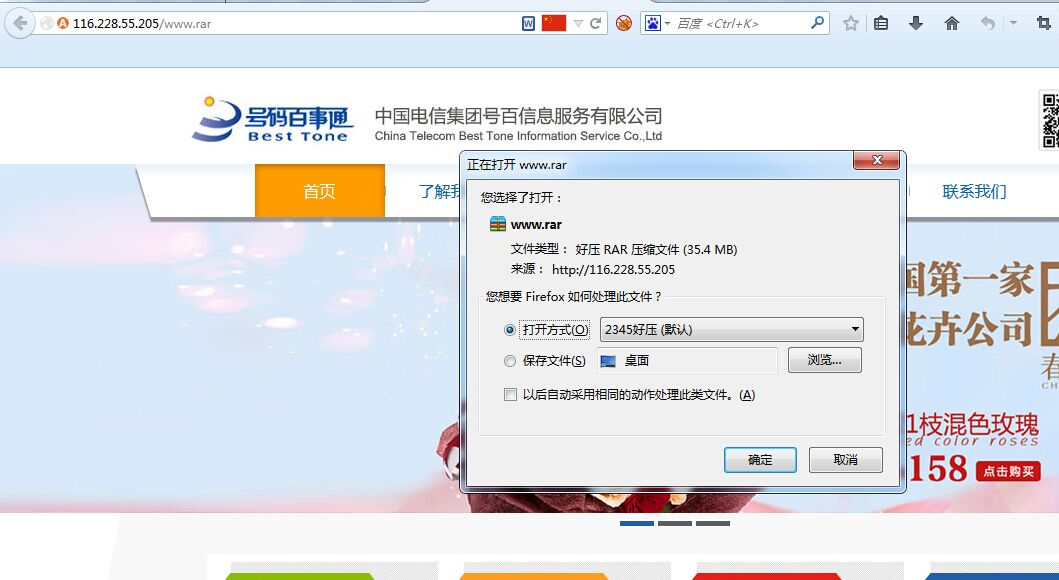 116.228.55.205/www.rar
百度 <Ctrl+K>
号码百事通
Best Tone
中国电信集团号百信息服务有限公司
China Telecom Best Tone Information Service Co.,Ltd
首页
了解我
联系我们
正在打开 www.rar
您选择了打开：
www.rar
文件类型： 好压 RAR 压缩文件 (35.4 MB)
来源： http://116.228.55.205
您想要 Firefox 如何处理此文件？
打开方式(O)
2345好压 (默认)
保存文件(S)
桌面
浏览...
以后自动采用相同的动作处理此类文件。(A)
确定
取消
国第一家
花卉公司
春
CH
1枝混色玫瑰
ed color roses
158 点击购买